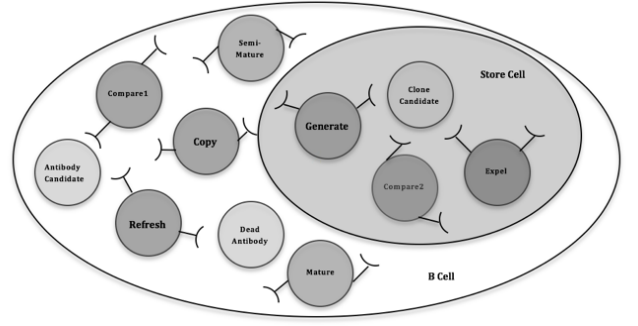 Semi-
Mature
Store Cell
Compare1
Clone
Candidate
Generate
Copy
Antibody
Candidate
Compare2
Expel
Refresh
Dead
Antibody
Mature
B Cell